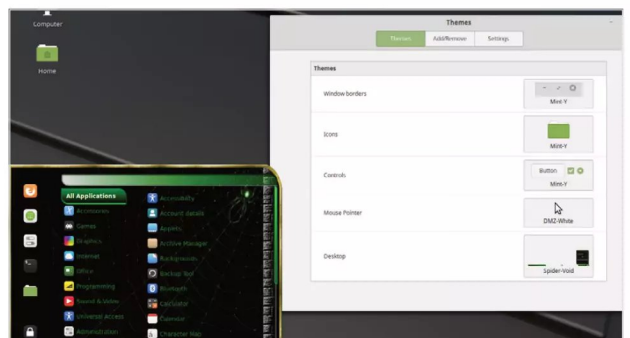 Computer
Home
Themes
Themes
Add/Remove
Settings
Themes
Window borders
Mint-Y
Icons
Mint-Y
Controls
Button
Mint-Y
Mouse Pointer
DMZ-White
Desktop
Spider-Void
All Applications
Accessories
Games
Graphics
Internet
Office
Programming
Sound & Video
Universal Access
Administration
Accessibility
Account details
Applets
Archive Manager
Backgrounds
Backup Tool
Bluetooth
Calculator
Calendar
Character Map